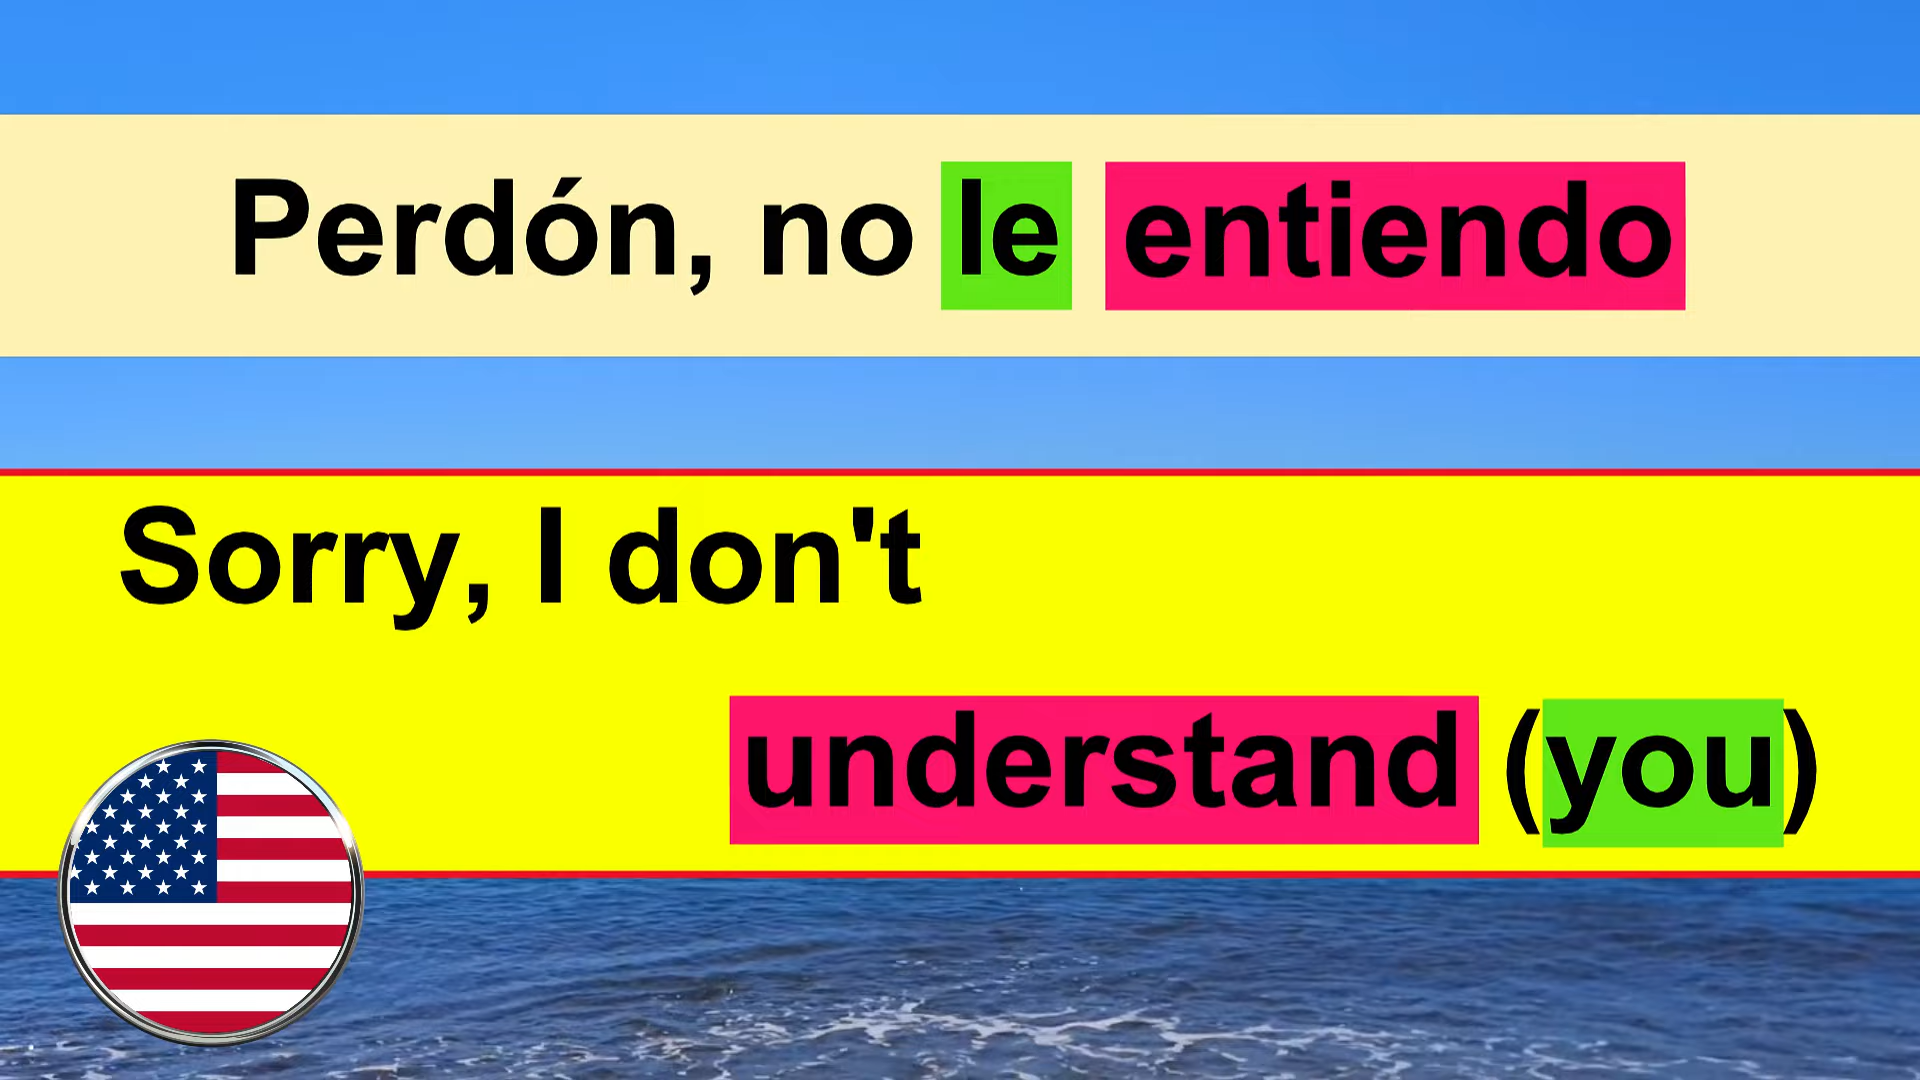 Perdón, no le entiendo
Sorry, I don't
understand (you)